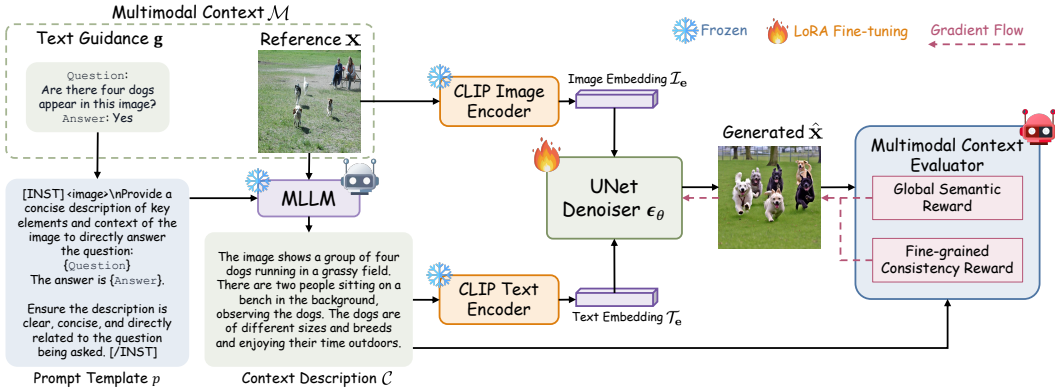 Multimodal Context ℳ
Text Guidance g
Reference X
Frozen
LoRA Fine-tuning
Gradient Flow
Question:
Are there four dogs
appear in this image?
Answer: Yes
CLIP Image
Encoder
Image Embedding ℐe
Generated x̂
Multimodal Context
Evaluator
Global Semantic
Reward
Fine-grained
Consistency Reward
UNet
Denoiser ϵθ
[INST] <image>\nProvide a
concise description of key
elements and context of the
image to directly answer
the question:
{Question}
The answer is {Answer}.
Ensure the description is
clear, concise, and directly
related to the question
being asked. [/INST]
Prompt Template p
MLLM
The image shows a group of four
dogs running in a grassy field.
There are two people sitting on a
bench in the background,
observing the dogs. The dogs are
of different sizes and breeds
and enjoying their time outdoors.
Context Description 𝒞
CLIP Text
Encoder
Text Embedding 𝒯e